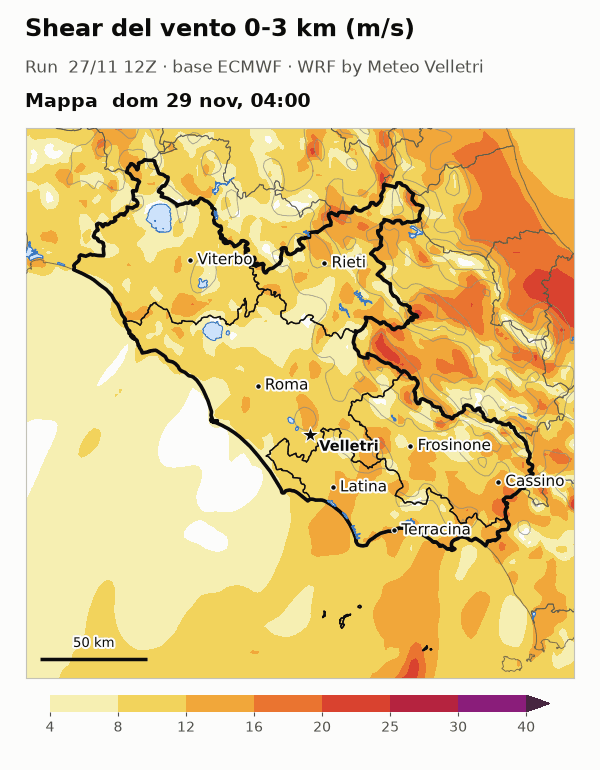 Shear del vento 0-3 km (m/s)
Run  27/11 12Z · base ECMWF · WRF by Meteo Velletri
Mappa  dom 29 nov, 04:00
Viterbo
Rieti
Roma
Velletri
Frosinone
Latina
Cassino
Terracina
50 km
4 8 12 16 20 25 30 40